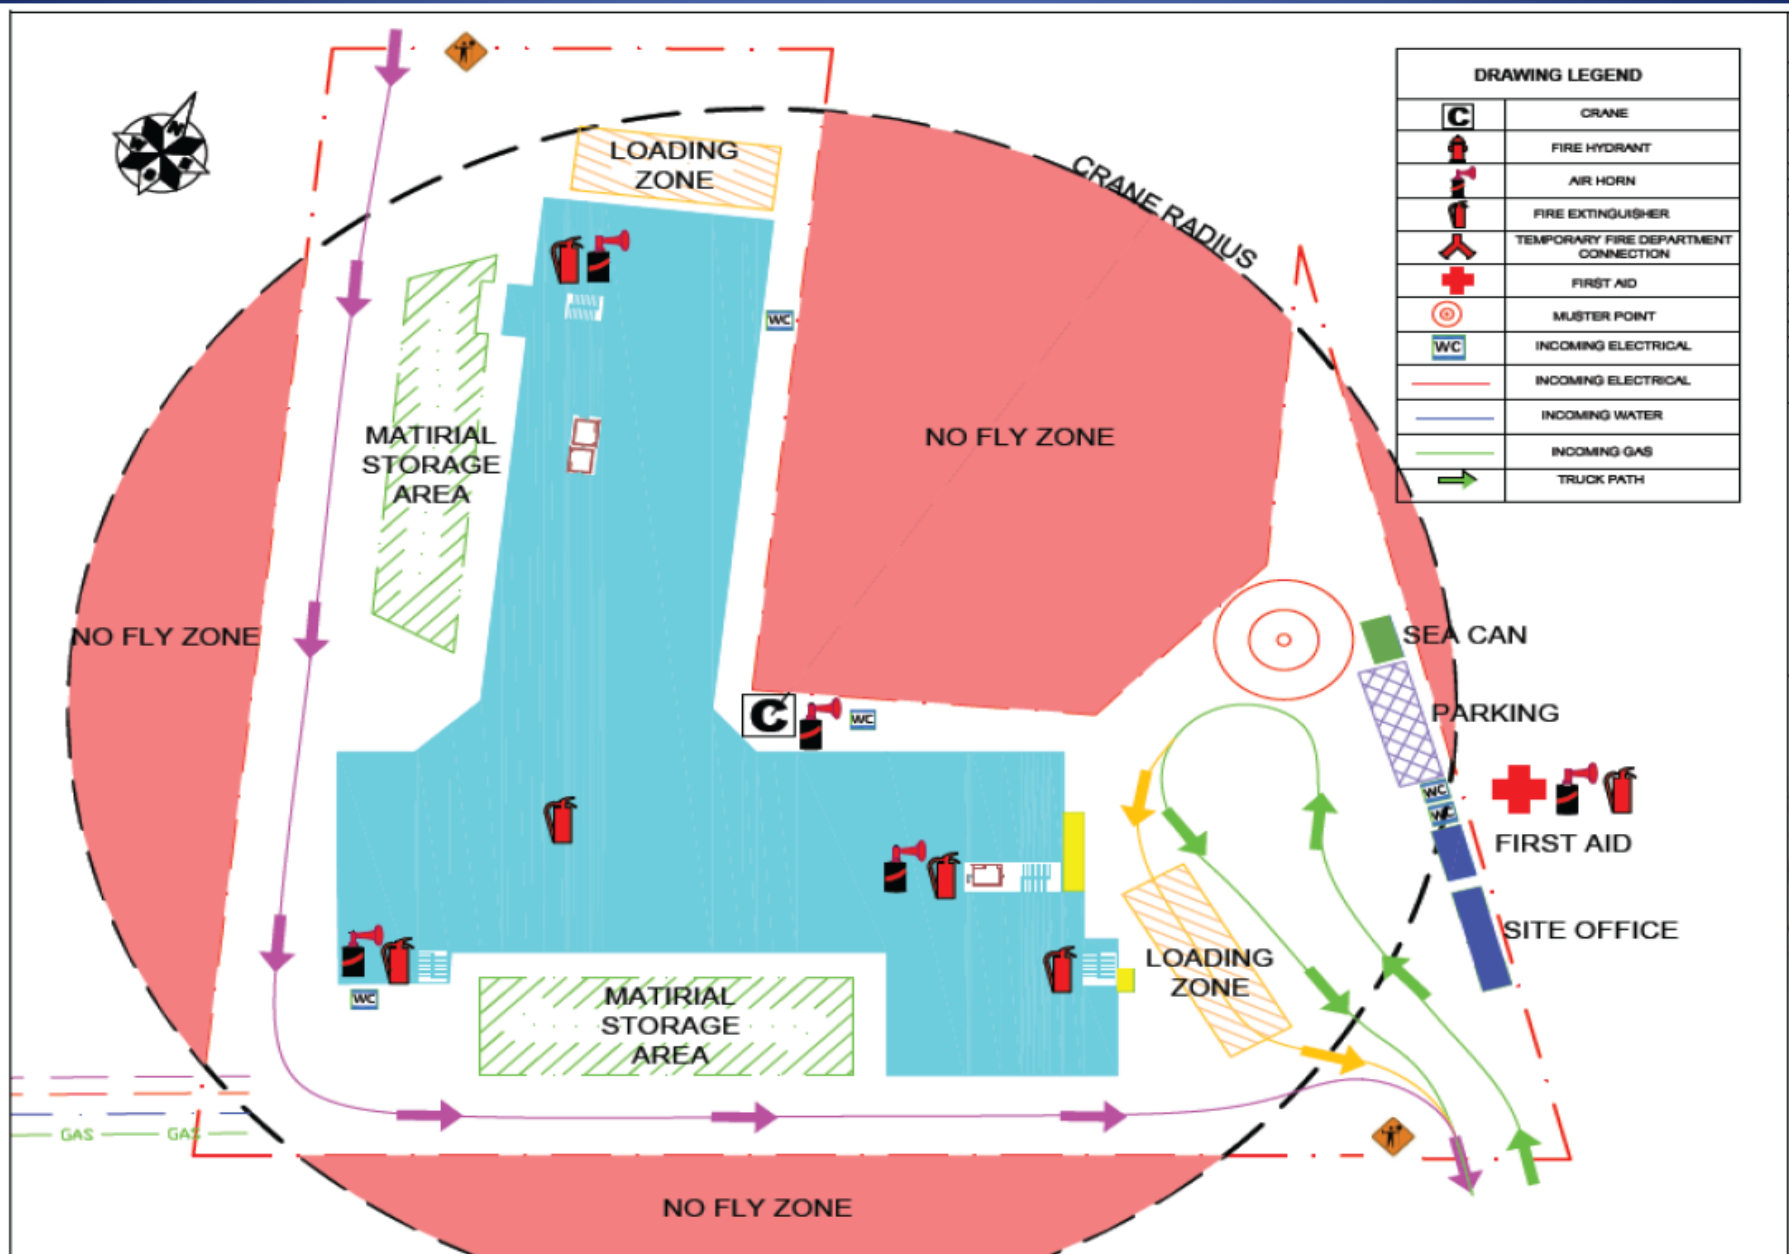 N
LOADING
ZONE
CRANE RADIUS
DRAWING LEGEND
C
CRANE
FIRE HYDRANT
AIR HORN
FIRE EXTINGUISHER
TEMPORARY FIRE DEPARTMENT
CONNECTION
FIRST AID
MUSTER POINT
WC
INCOMING ELECTRICAL
INCOMING ELECTRICAL
INCOMING WATER
INCOMING GAS
TRUCK PATH
WC
MATIRIAL
STORAGE
AREA
NO FLY ZONE
NO FLY ZONE
SEA CAN
C
WC
PARKING
WC
WC
FIRST AID
SITE OFFICE
LOADING
ZONE
WC
MATIRIAL
STORAGE
AREA
GAS
GAS
NO FLY ZONE